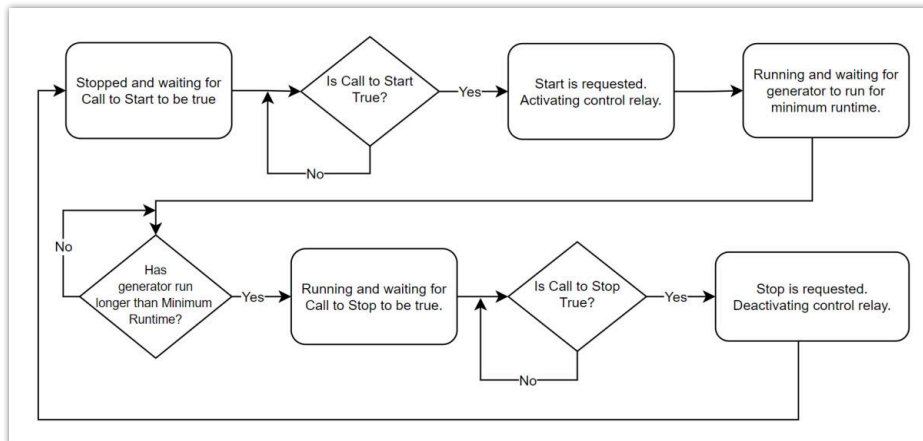 Stopped and waiting for
Call to Start to be true
Is Call to Start
True?
Yes
No
Start is requested.
Activating control relay.
Running and waiting for
generator to run for
minimum runtime.
No
Has
generator run
longer than Minimum
Runtime?
Yes
Running and waiting for
Call to Stop to be true.
Is Call to Stop
True?
Yes
No
Stop is requested.
Deactivating control relay.